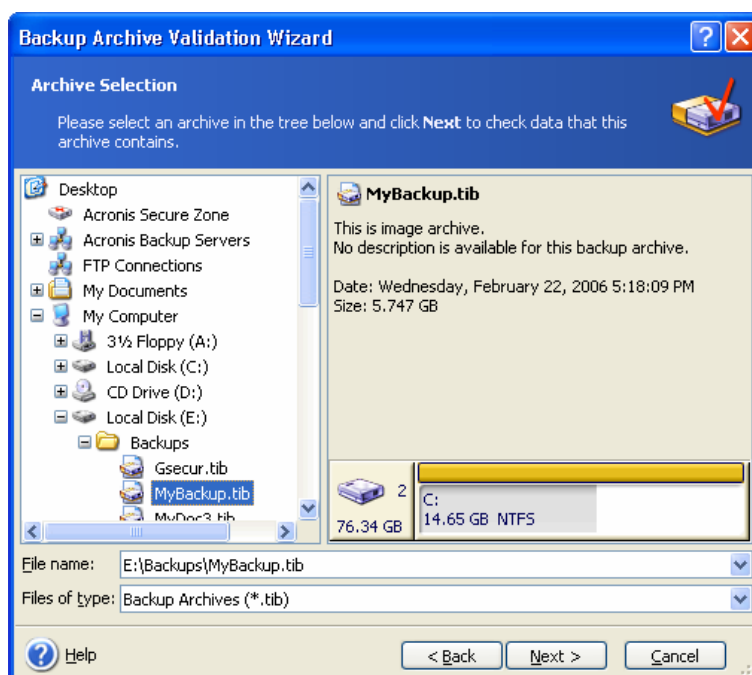 Backup Archive Validation Wizard
Archive Selection
Please select an archive in the tree below and click Next to check data that this
archive contains.
Desktop
Acronis Secure Zone
Acronis Backup Servers
FTP Connections
My Documents
My Computer
3½ Floppy (A:)
Local Disk (C:)
CD Drive (D:)
Local Disk (E:)
Backups
Gsecur.tib
MyBackup.tib
MyDoc3.tib
MyBackup.tib
This is image archive.
No description is available for this backup archive.
Date: Wednesday, February 22, 2006 5:18:09 PM
Size: 5.747 GB
2
76.34 GB
C:
14.65 GB NTFS
File name: E:\Backups\MyBackup.tib
Files of type: Backup Archives (*.tib)
Help
< Back
Next >
Cancel